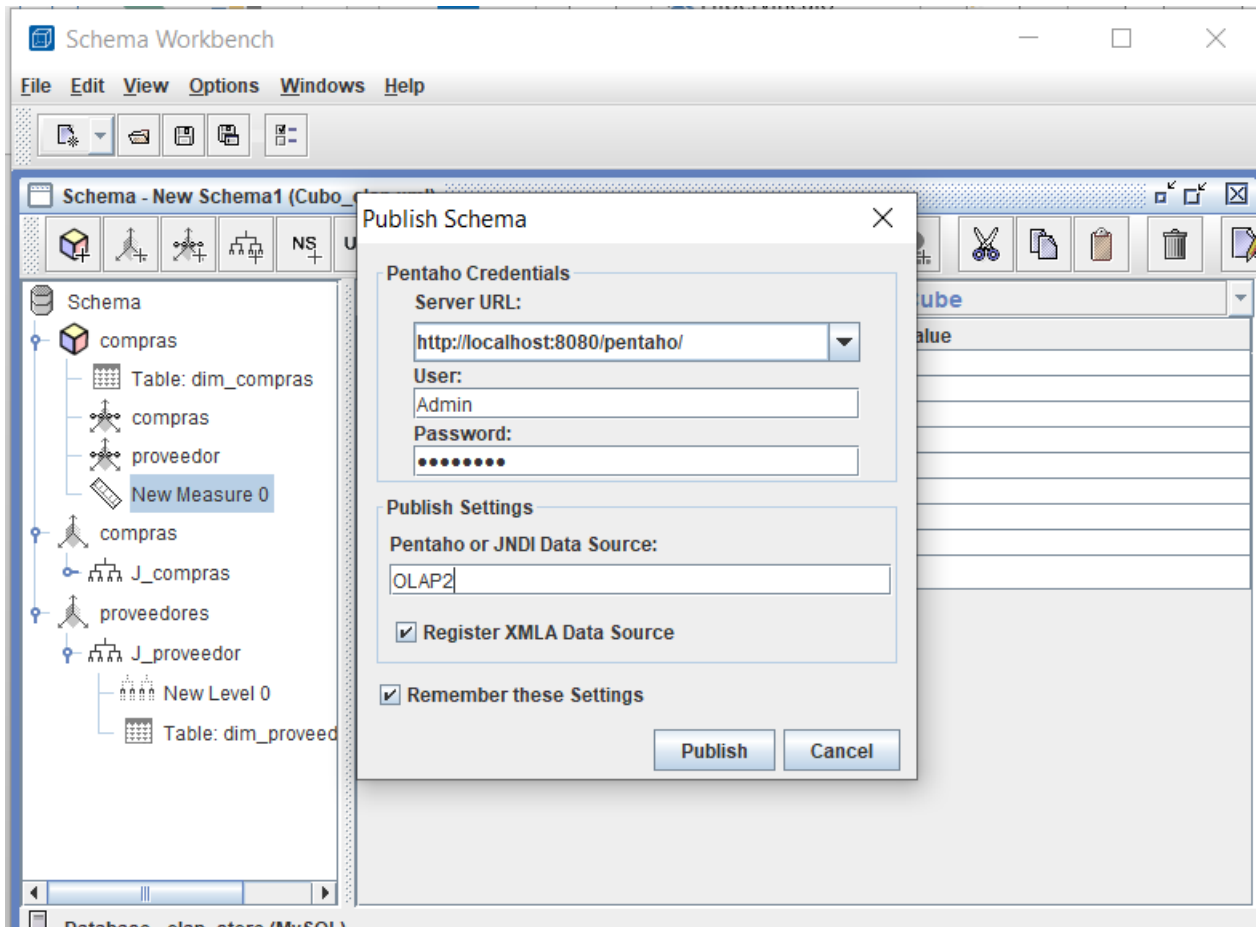 Schema Workbench
File Edit View Options Windows Help
Schema - New Schema1 (Cubo_olap.xml)
NS U
Publish Schema
Pentaho Credentials
Server URL:
http://localhost:8080/pentaho/
User:
Admin
Password:
••••••••
Publish Settings
Pentaho or JNDI Data Source:
OLAP2
Register XMLA Data Source
Remember these Settings
Publish Cancel
Schema
compras
Table: dim_compras
compras
proveedor
New Measure 0
compras
J_compras
proveedores
J_proveedor
New Level 0
Table: dim_proveed
ube
alue